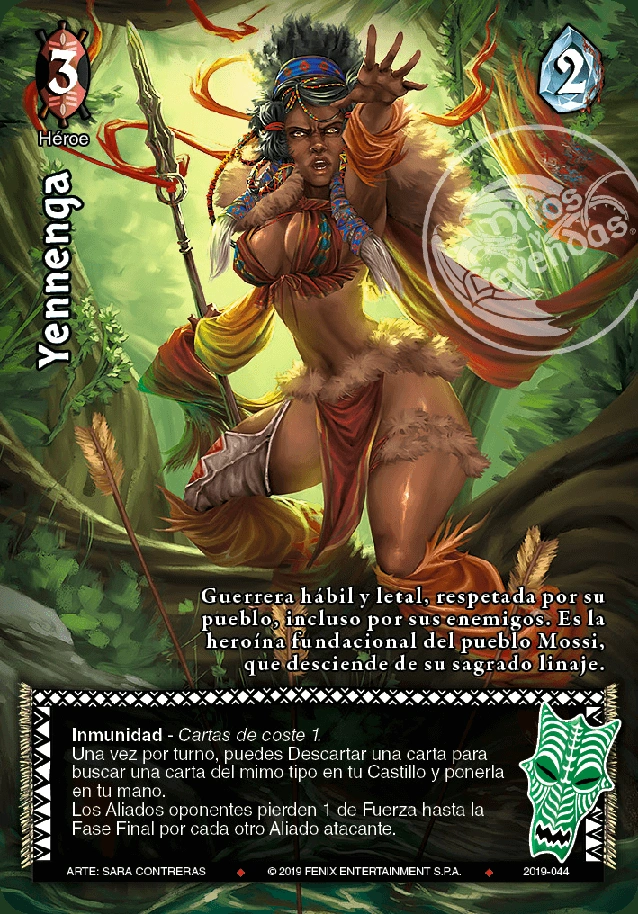 3
Héroe
2
Yennenga
Mitos
y
Leyendas
®
Guerrera hábil y letal, respetada por su
pueblo, incluso por sus enemigos. Es la
heroína fundacional del pueblo Mossi,
que desciende de su sagrado linaje.
Inmunidad - Cartas de coste 1.
Una vez por turno, puedes Descartar una carta para
buscar una carta del mimo tipo en tu Castillo y ponerla
en tu mano.
Los Aliados oponentes pierden 1 de Fuerza hasta la
Fase Final por cada otro Aliado atacante.
ARTE: SARA CONTRERAS ♦ © 2019 FENIX ENTERTAINMENT S.P.A. ♦ 2019-044